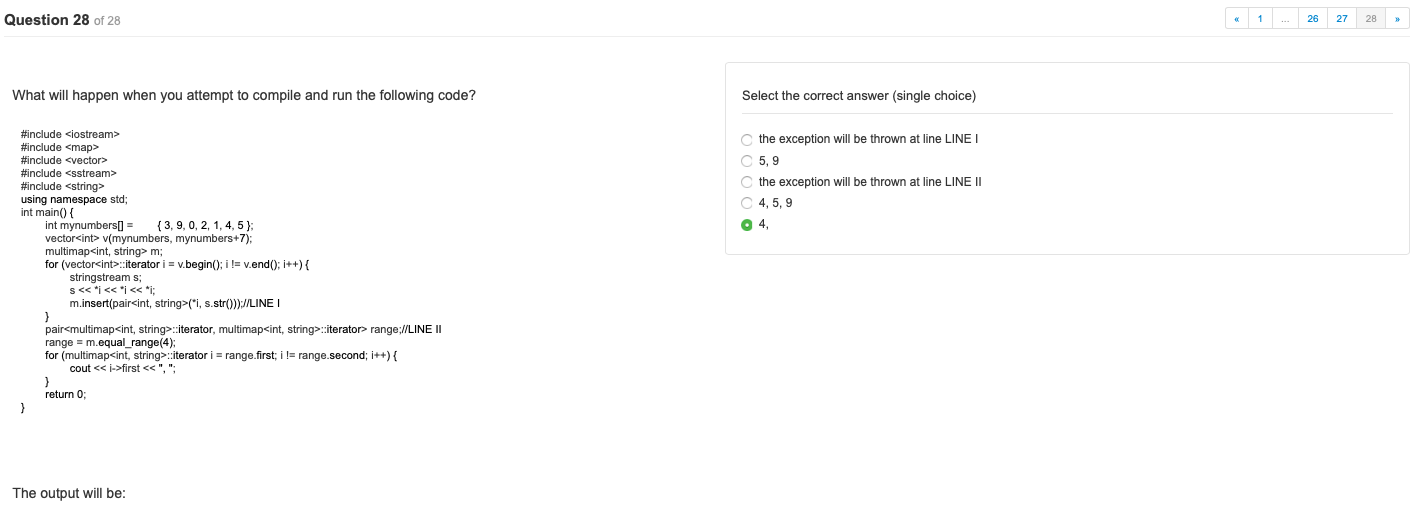 Question 28 of 28
« 1 ... 26 27 28 »
What will happen when you attempt to compile and run the following code?
#include <iostream>
#include <map>
#include <vector>
#include <sstream>
#include <string>
using namespace std;
int main() {
int mynumbers[] = { 3, 9, 0, 2, 1, 4, 5 };
vector<int> v(mynumbers, mynumbers+7);
multimap<int, string> m;
for (vector<int>::iterator i = v.begin(); i != v.end(); i++) {
stringstream s;
s << *i << *i << *i;
m.insert(pair<int, string>(*i, s.str()));//LINE I
}
pair<multimap<int, string>::iterator, multimap<int, string>::iterator> range;//LINE II
range = m.equal_range(4);
for (multimap<int, string>::iterator i = range.first; i != range.second; i++) {
cout << i->first << ", ";
}
return 0;
}
The output will be:
Select the correct answer (single choice)
the exception will be thrown at line LINE I
5, 9
the exception will be thrown at line LINE II
4, 5, 9
4,